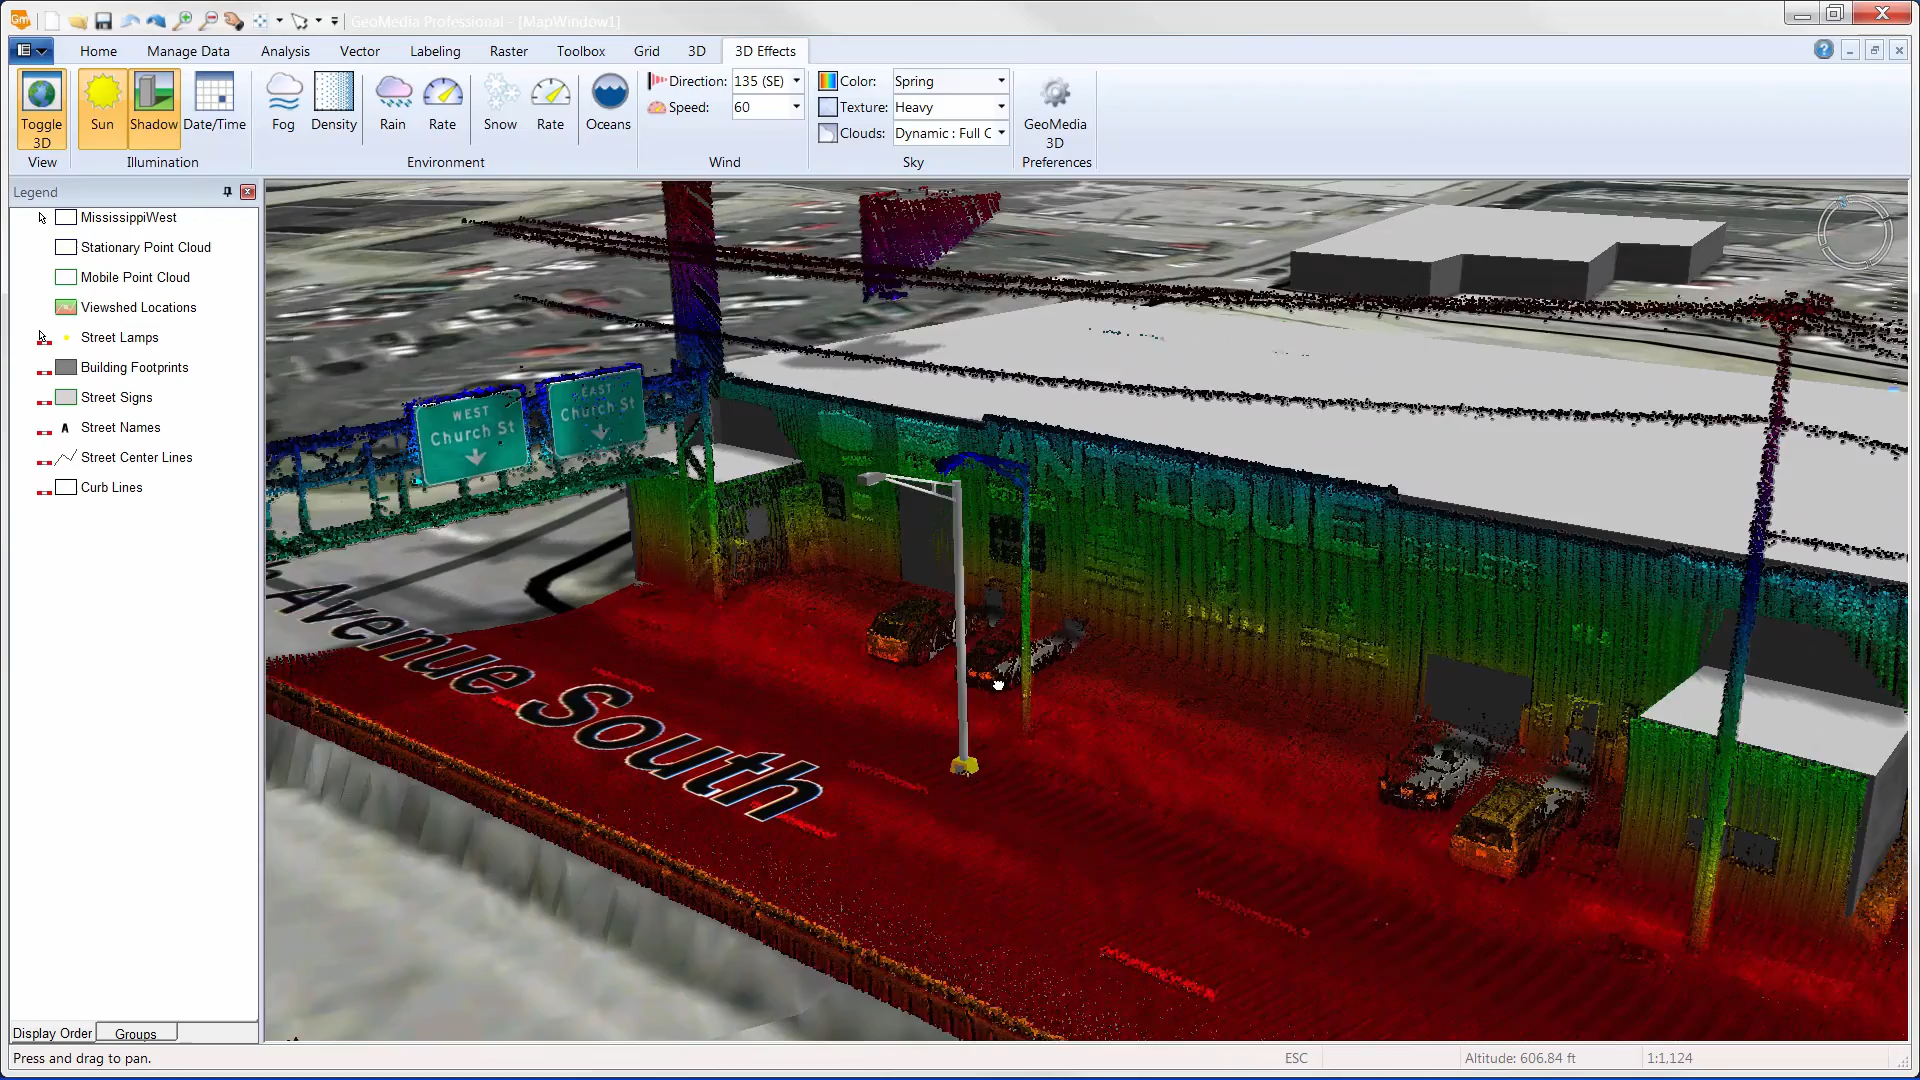 Gm
GeoMedia Professional - [MapWindow1]
Home Manage Data Analysis Vector Labeling Raster Toolbox Grid 3D 3D Effects
Toggle 3D
Sun
Shadow
Date/Time
Fog
Density
Rain
Rate
Snow
Rate
Oceans
Direction: 135 (SE)
Speed: 60
Color: Spring
Texture: Heavy
Clouds: Dynamic : Full C
GeoMedia 3D
View
Illumination
Environment
Wind
Sky
Preferences
Legend
MississippiWest
Stationary Point Cloud
Mobile Point Cloud
Viewshed Locations
Street Lamps
Building Footprints
Street Signs
A Street Names
Street Center Lines
Curb Lines
Display Order Groups
WEST
Church St
EAST
Church St
ANTIQUE
Avenue South
Press and drag to pan.
ESC
Altitude: 606.84 ft
1:1,124